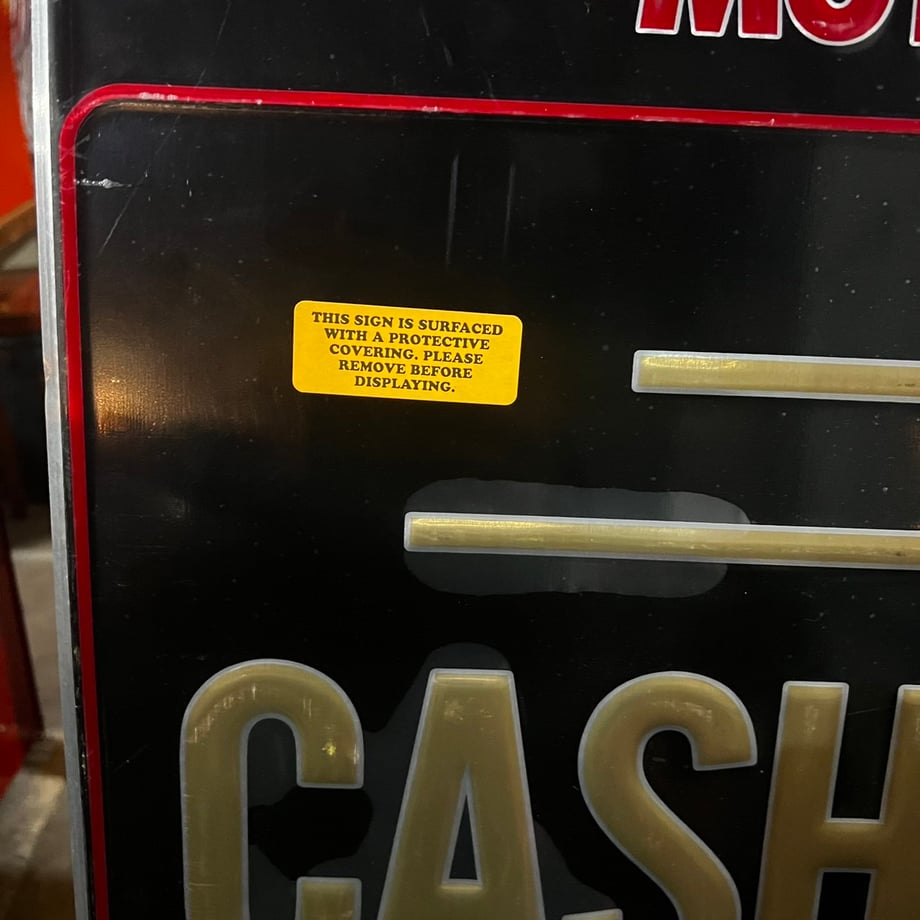 THIS SIGN IS SURFACED
WITH A PROTECTIVE
COVERING. PLEASE
REMOVE BEFORE
DISPLAYING.
CASH